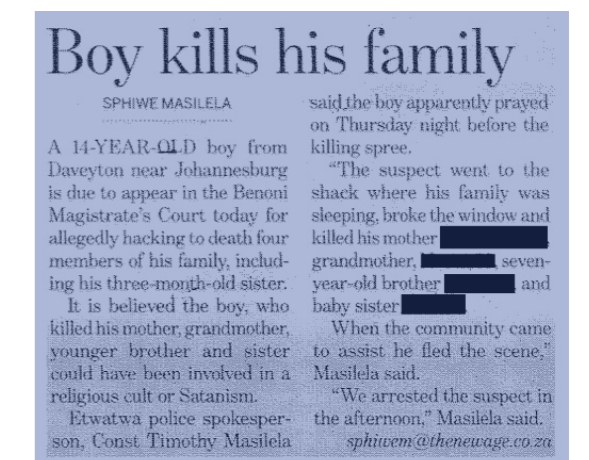 Boy kills his family
SPHIWE MASILELA
A 14-YEAR-OLD boy from
Daveyton near Johannesburg
is due to appear in the Benoni
Magistrate's Court today for
allegedly hacking to death four
members of his family, includ-
ing his three-month-old sister.
It is believed the boy, who
killed his mother, grandmother,
younger brother and sister
could have been involved in a
religious cult or Satanism.
Etwatwa police spokesper-
son, Const Timothy Masilela
said the boy apparently prayed
on Thursday night before the
killing spree.
"The suspect went to the
shack where his family was
sleeping, broke the window and
killed his mother
grandmother, , seven-
year-old brother , and
baby sister .
When the community came
to assist he fled the scene,"
Masilela said.
"We arrested the suspect in
the afternoon," Masilela said.
sphiwem@thenewage.co.za